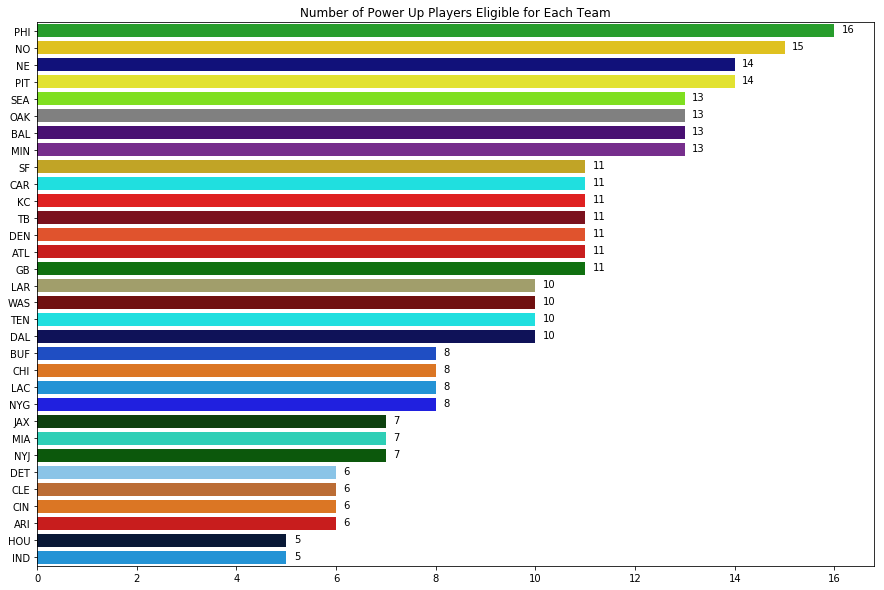 Number of Power Up Players Eligible for Each Team
PHI 16
NO 15
NE 14
PIT 14
SEA 13
OAK 13
BAL 13
MIN 13
SF 11
CAR 11
KC 11
TB 11
DEN 11
ATL 11
GB 11
LAR 10
WAS 10
TEN 10
DAL 10
BUF 8
CHI 8
LAC 8
NYG 8
JAX 7
MIA 7
NYJ 7
DET 6
CLE 6
CIN 6
ARI 6
HOU 5
IND 5
0 2 4 6 8 10 12 14 16